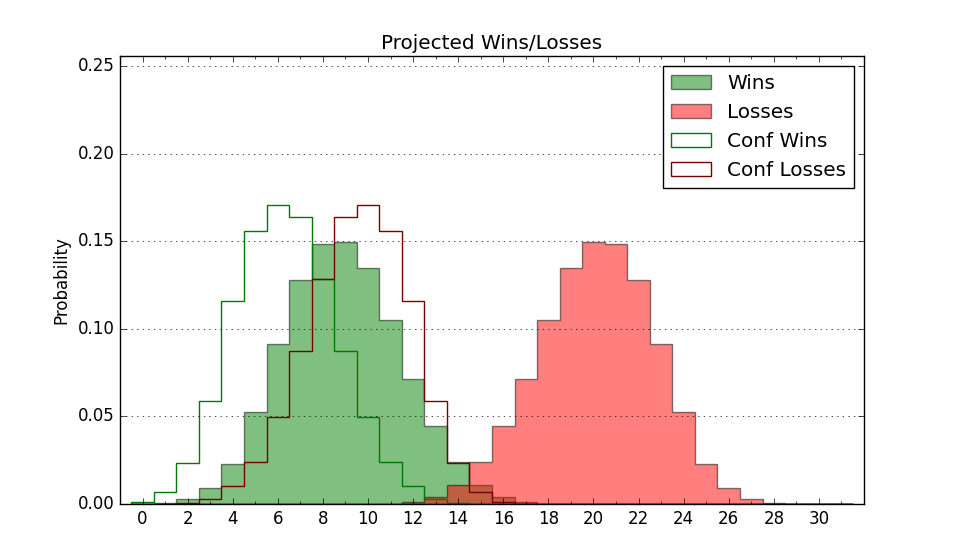 Projected Wins/Losses
0.25
0.20
0.15
0.10
0.05
0.00
Probability
Wins
Losses
Conf Wins
Conf Losses
0 2 4 6 8 10 12 14 16 18 20 22 24 26 28 30